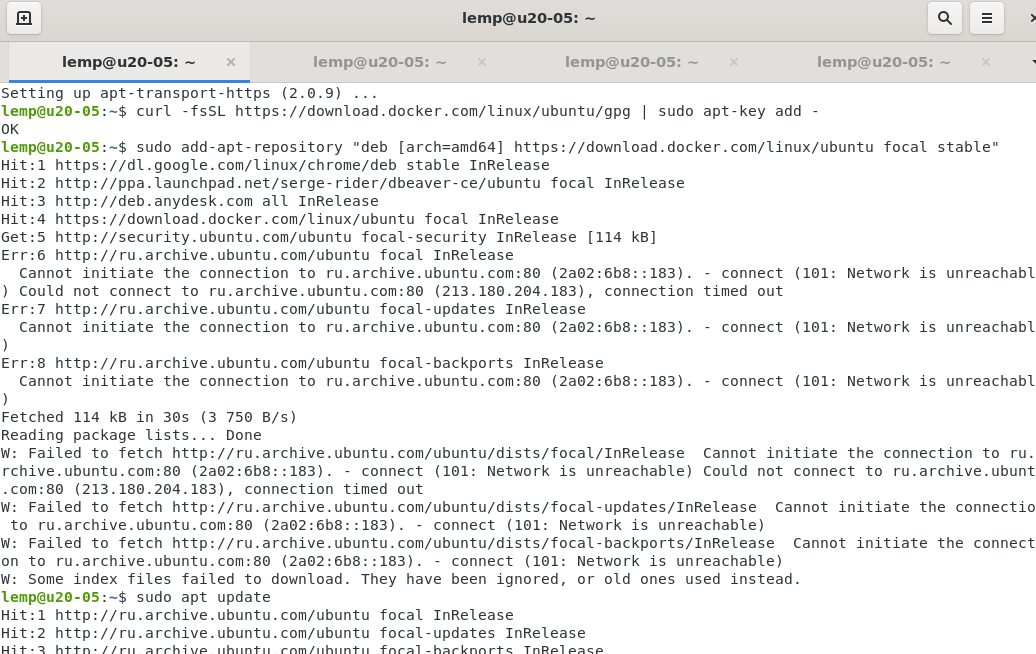 lemp@u20-05: ~
lemp@u20-05: ~ × lemp@u20-05: ~ × lemp@u20-05: ~ × lemp@u20-05: ~ ×
Setting up apt-transport-https (2.0.9) ...
lemp@u20-05:~$ curl -fsSL https://download.docker.com/linux/ubuntu/gpg | sudo apt-key add -
OK
lemp@u20-05:~$ sudo add-apt-repository "deb [arch=amd64] https://download.docker.com/linux/ubuntu focal stable"
Hit:1 https://dl.google.com/linux/chrome/deb stable InRelease
Hit:2 http://ppa.launchpad.net/serge-rider/dbeaver-ce/ubuntu focal InRelease
Hit:3 http://deb.anydesk.com all InRelease
Hit:4 https://download.docker.com/linux/ubuntu focal InRelease
Get:5 http://security.ubuntu.com/ubuntu focal-security InRelease [114 kB]
Err:6 http://ru.archive.ubuntu.com/ubuntu focal InRelease
  Cannot initiate the connection to ru.archive.ubuntu.com:80 (2a02:6b8::183). - connect (101: Network is unreachabl
) Could not connect to ru.archive.ubuntu.com:80 (213.180.204.183), connection timed out
Err:7 http://ru.archive.ubuntu.com/ubuntu focal-updates InRelease
  Cannot initiate the connection to ru.archive.ubuntu.com:80 (2a02:6b8::183). - connect (101: Network is unreachabl
)
Err:8 http://ru.archive.ubuntu.com/ubuntu focal-backports InRelease
  Cannot initiate the connection to ru.archive.ubuntu.com:80 (2a02:6b8::183). - connect (101: Network is unreachabl
)
Fetched 114 kB in 30s (3 750 B/s)
Reading package lists... Done
W: Failed to fetch http://ru.archive.ubuntu.com/ubuntu/dists/focal/InRelease  Cannot initiate the connection to ru.
rchive.ubuntu.com:80 (2a02:6b8::183). - connect (101: Network is unreachable) Could not connect to ru.archive.ubunt
.com:80 (213.180.204.183), connection timed out
W: Failed to fetch http://ru.archive.ubuntu.com/ubuntu/dists/focal-updates/InRelease  Cannot initiate the connectio
 to ru.archive.ubuntu.com:80 (2a02:6b8::183). - connect (101: Network is unreachable)
W: Failed to fetch http://ru.archive.ubuntu.com/ubuntu/dists/focal-backports/InRelease  Cannot initiate the connect
on to ru.archive.ubuntu.com:80 (2a02:6b8::183). - connect (101: Network is unreachable)
W: Some index files failed to download. They have been ignored, or old ones used instead.
lemp@u20-05:~$ sudo apt update
Hit:1 http://ru.archive.ubuntu.com/ubuntu focal InRelease
Hit:2 http://ru.archive.ubuntu.com/ubuntu focal-updates InRelease
Hit:3 http://ru.archive.ubuntu.com/ubuntu focal-backports InRelease